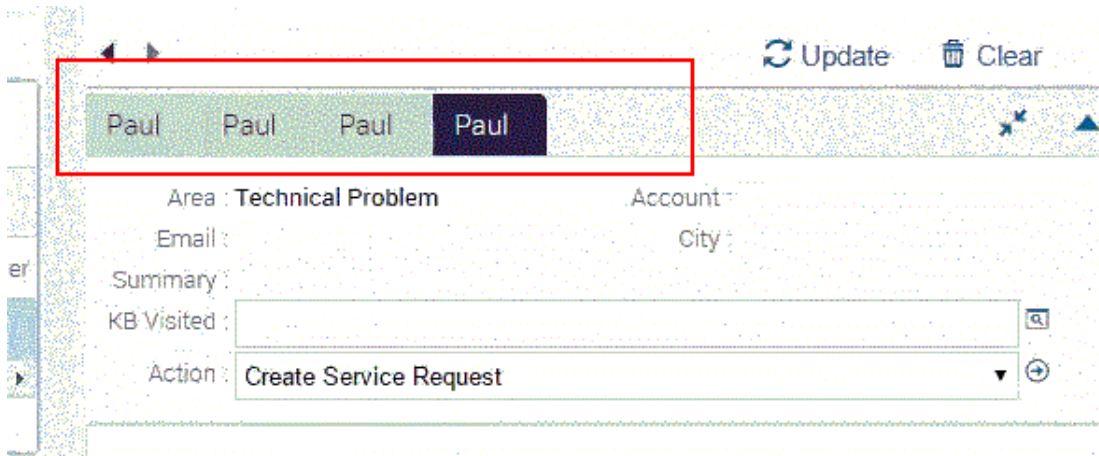 Update Clear
Paul Paul Paul Paul
Area : Technical Problem Account :
Email : City :
Summary :
er
KB Visited :
Action : Create Service Request